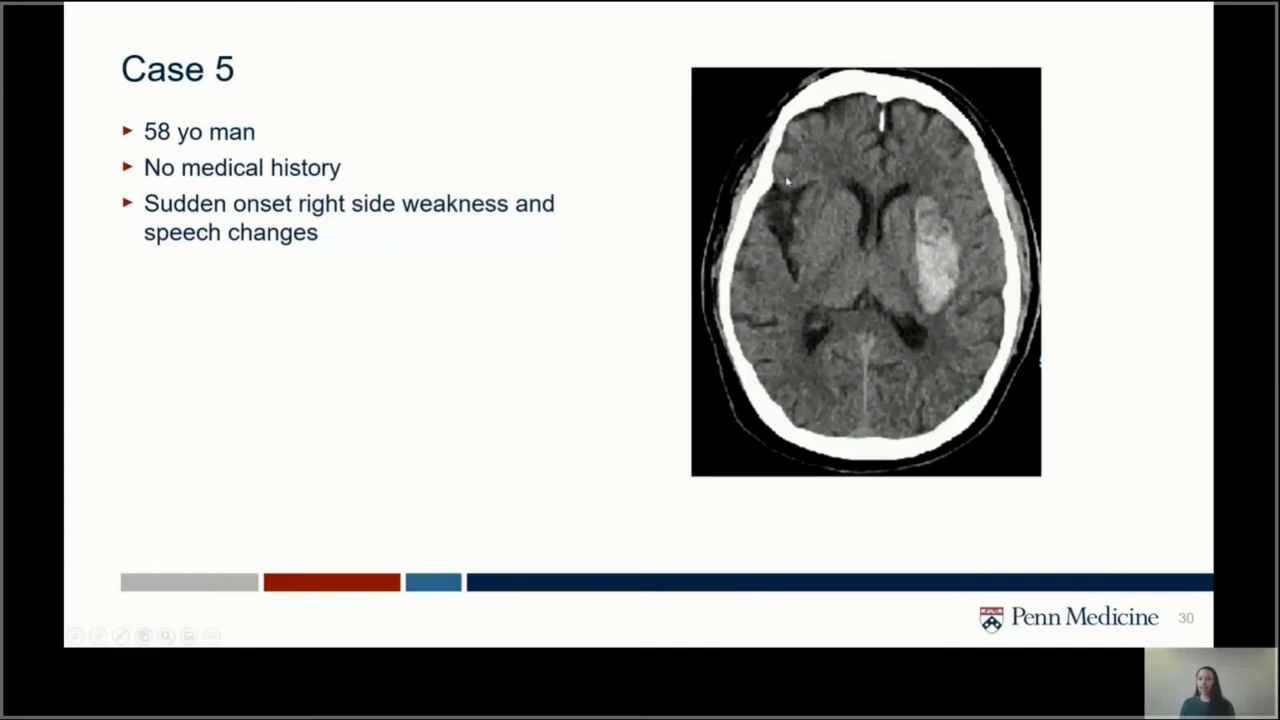 Case 5
58 yo man
No medical history
Sudden onset right side weakness and
speech changes
Penn Medicine
30